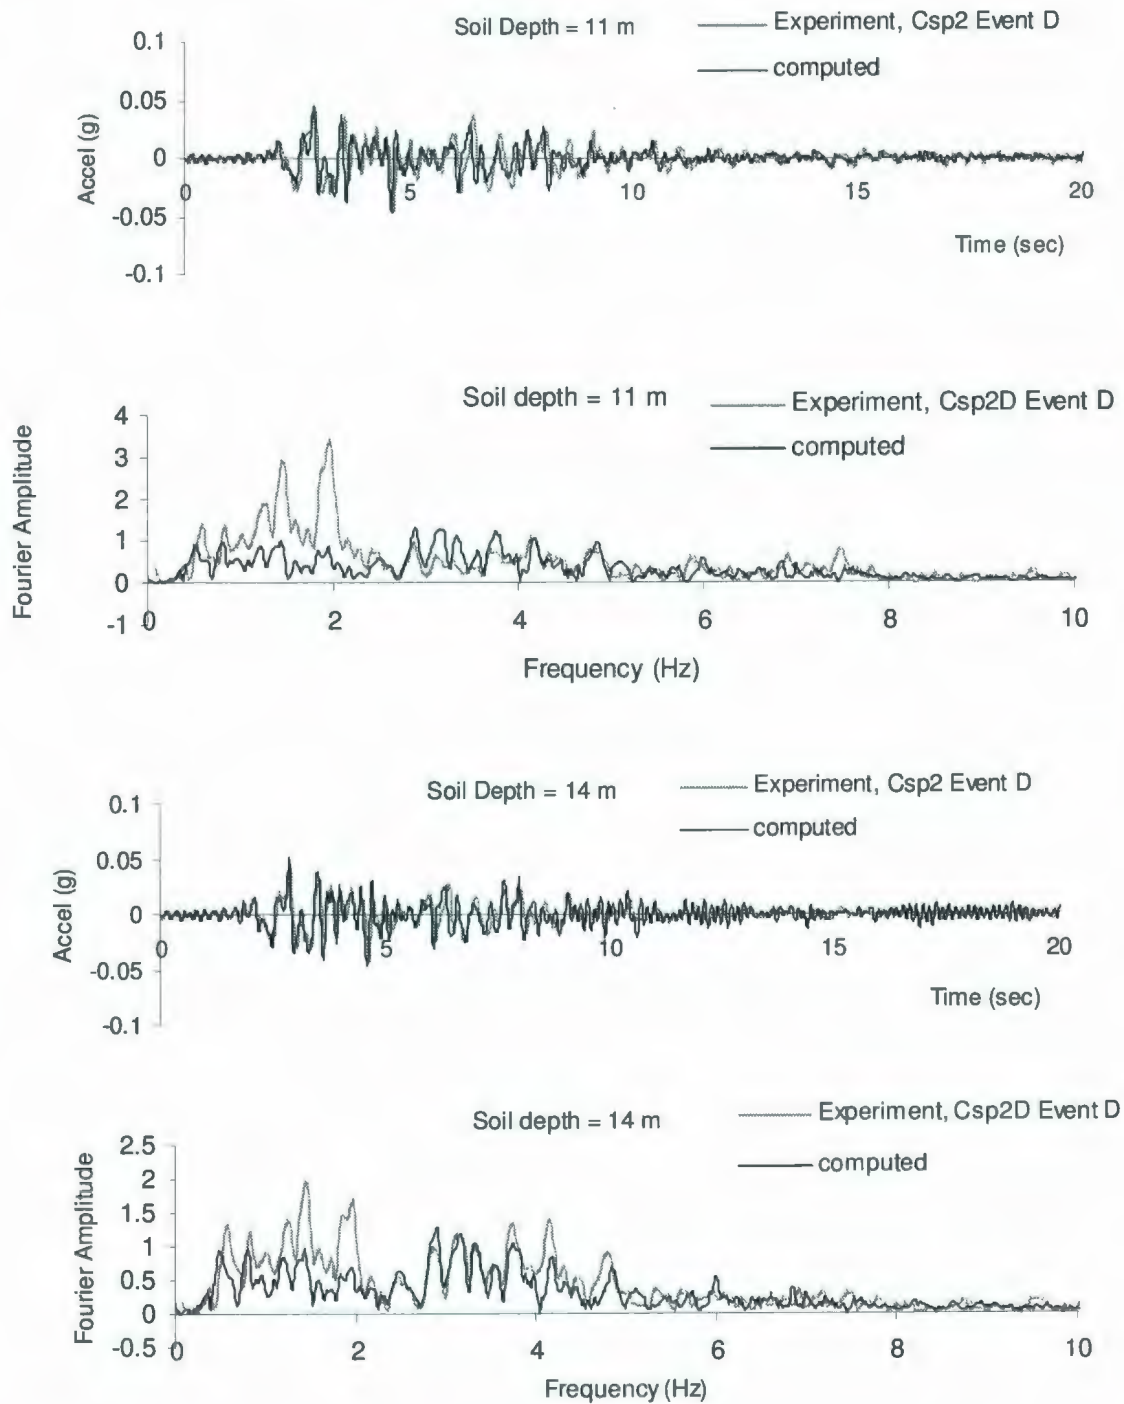 Soil Depth = 11 m
Experiment, Csp2 Event D
computed
0.1
0.05
0
-0.05
-0.1
Accel (g)
0 5 10 15 20
Time (sec)
Soil depth = 11 m
Experiment, Csp2D Event D
computed
4
3
2
1
0
-1
Fourier Amplitude
0 2 4 6 8 10
Frequency (Hz)
Soil Depth = 14 m
Experiment, Csp2 Event D
computed
0.1
0.05
0
-0.05
-0.1
Accel (g)
0 5 10 15 20
Time (sec)
Soil depth = 14 m
Experiment, Csp2D Event D
computed
2.5
2
1.5
1
0.5
0
-0.5
Fourier Amplitude
0 2 4 6 8 10
Frequency (Hz)